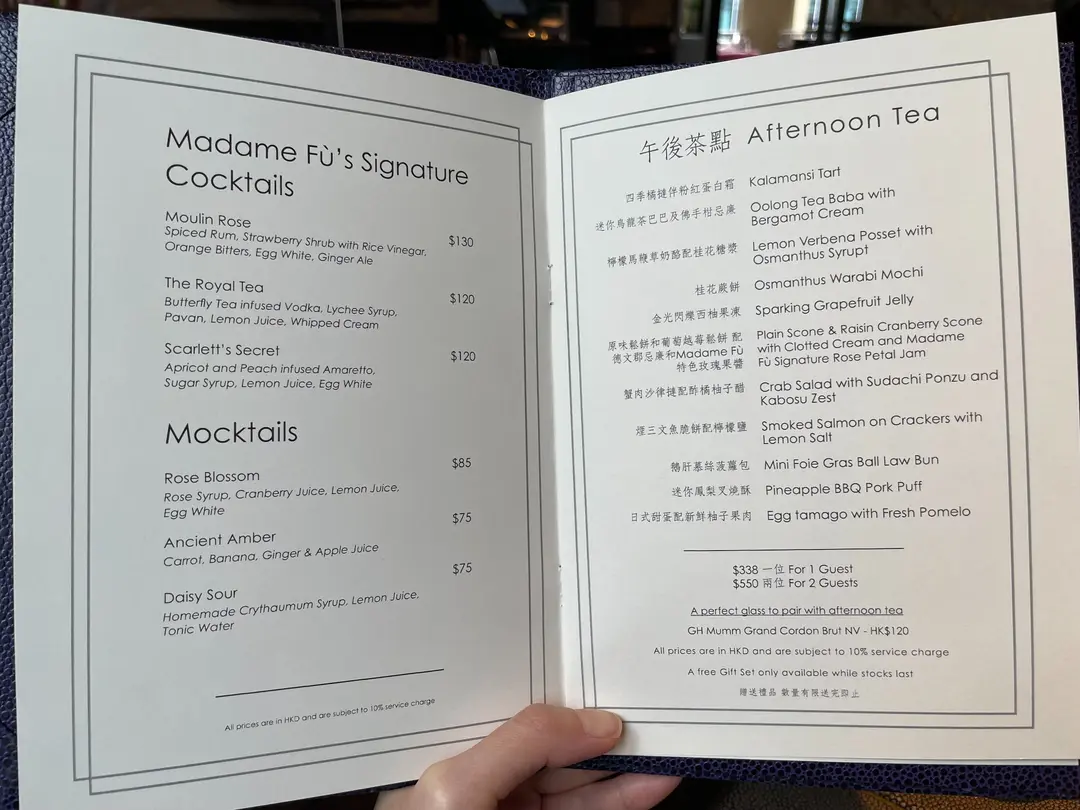 Madame Fù's Signature
Cocktails
Moulin Rose
Spiced Rum, Strawberry Shrub with Rice Vinegar,
Orange Bitters, Egg White, Ginger Ale
$130
The Royal Tea
Butterfly Tea infused Vodka, Lychee Syrup,
Pavan, Lemon Juice, Whipped Cream
$120
Scarlett's Secret
Apricot and Peach infused Amaretto,
Sugar Syrup, Lemon Juice, Egg White
$120
Mocktails
Rose Blossom
Rose Syrup, Cranberry Juice, Lemon Juice,
Egg White
$85
Ancient Amber
Carrot, Banana, Ginger & Apple Juice
$75
Daisy Sour
Homemade Crythaumum Syrup, Lemon Juice,
Tonic Water
$75
All prices are in HKD and are subject to 10% service charge
午後茶點 Afternoon Tea
四季橘撻伴粉紅蛋白霜 Kalamansi Tart
迷你烏龍茶巴巴及佛手柑忌廉 Oolong Tea Baba with
Bergamot Cream
檸檬馬鞭草奶酪配桂花糖漿 Lemon Verbena Posset with
Osmanthus Syrupt
桂花蕨餅 Osmanthus Warabi Mochi
金光閃爍西柚果凍 Sparking Grapefruit Jelly
原味鬆餅和葡萄越莓鬆餅 配
德文郡忌廉和Madame Fù
特色玫瑰果醬
Plain Scone & Raisin Cranberry Scone
with Clotted Cream and Madame
Fù Signature Rose Petal Jam
蟹肉沙律撻配酢橘柚子醋 Crab Salad with Sudachi Ponzu and
Kabosu Zest
煙三文魚脆餅配檸檬鹽 Smoked Salmon on Crackers with
Lemon Salt
鵝肝慕絲菠蘿包 Mini Foie Gras Ball Law Bun
迷你鳳梨叉燒酥 Pineapple BBQ Pork Puff
日式甜蛋配新鮮柚子果肉 Egg tamago with Fresh Pomelo
$338 一位 For 1 Guest
$550 兩位 For 2 Guests
A perfect glass to pair with afternoon tea
GH Mumm Grand Cordon Brut NV - HK$120
All prices are in HKD and are subject to 10% service charge
A free Gift Set only available while stocks last
贈送禮品 數量有限送完即止